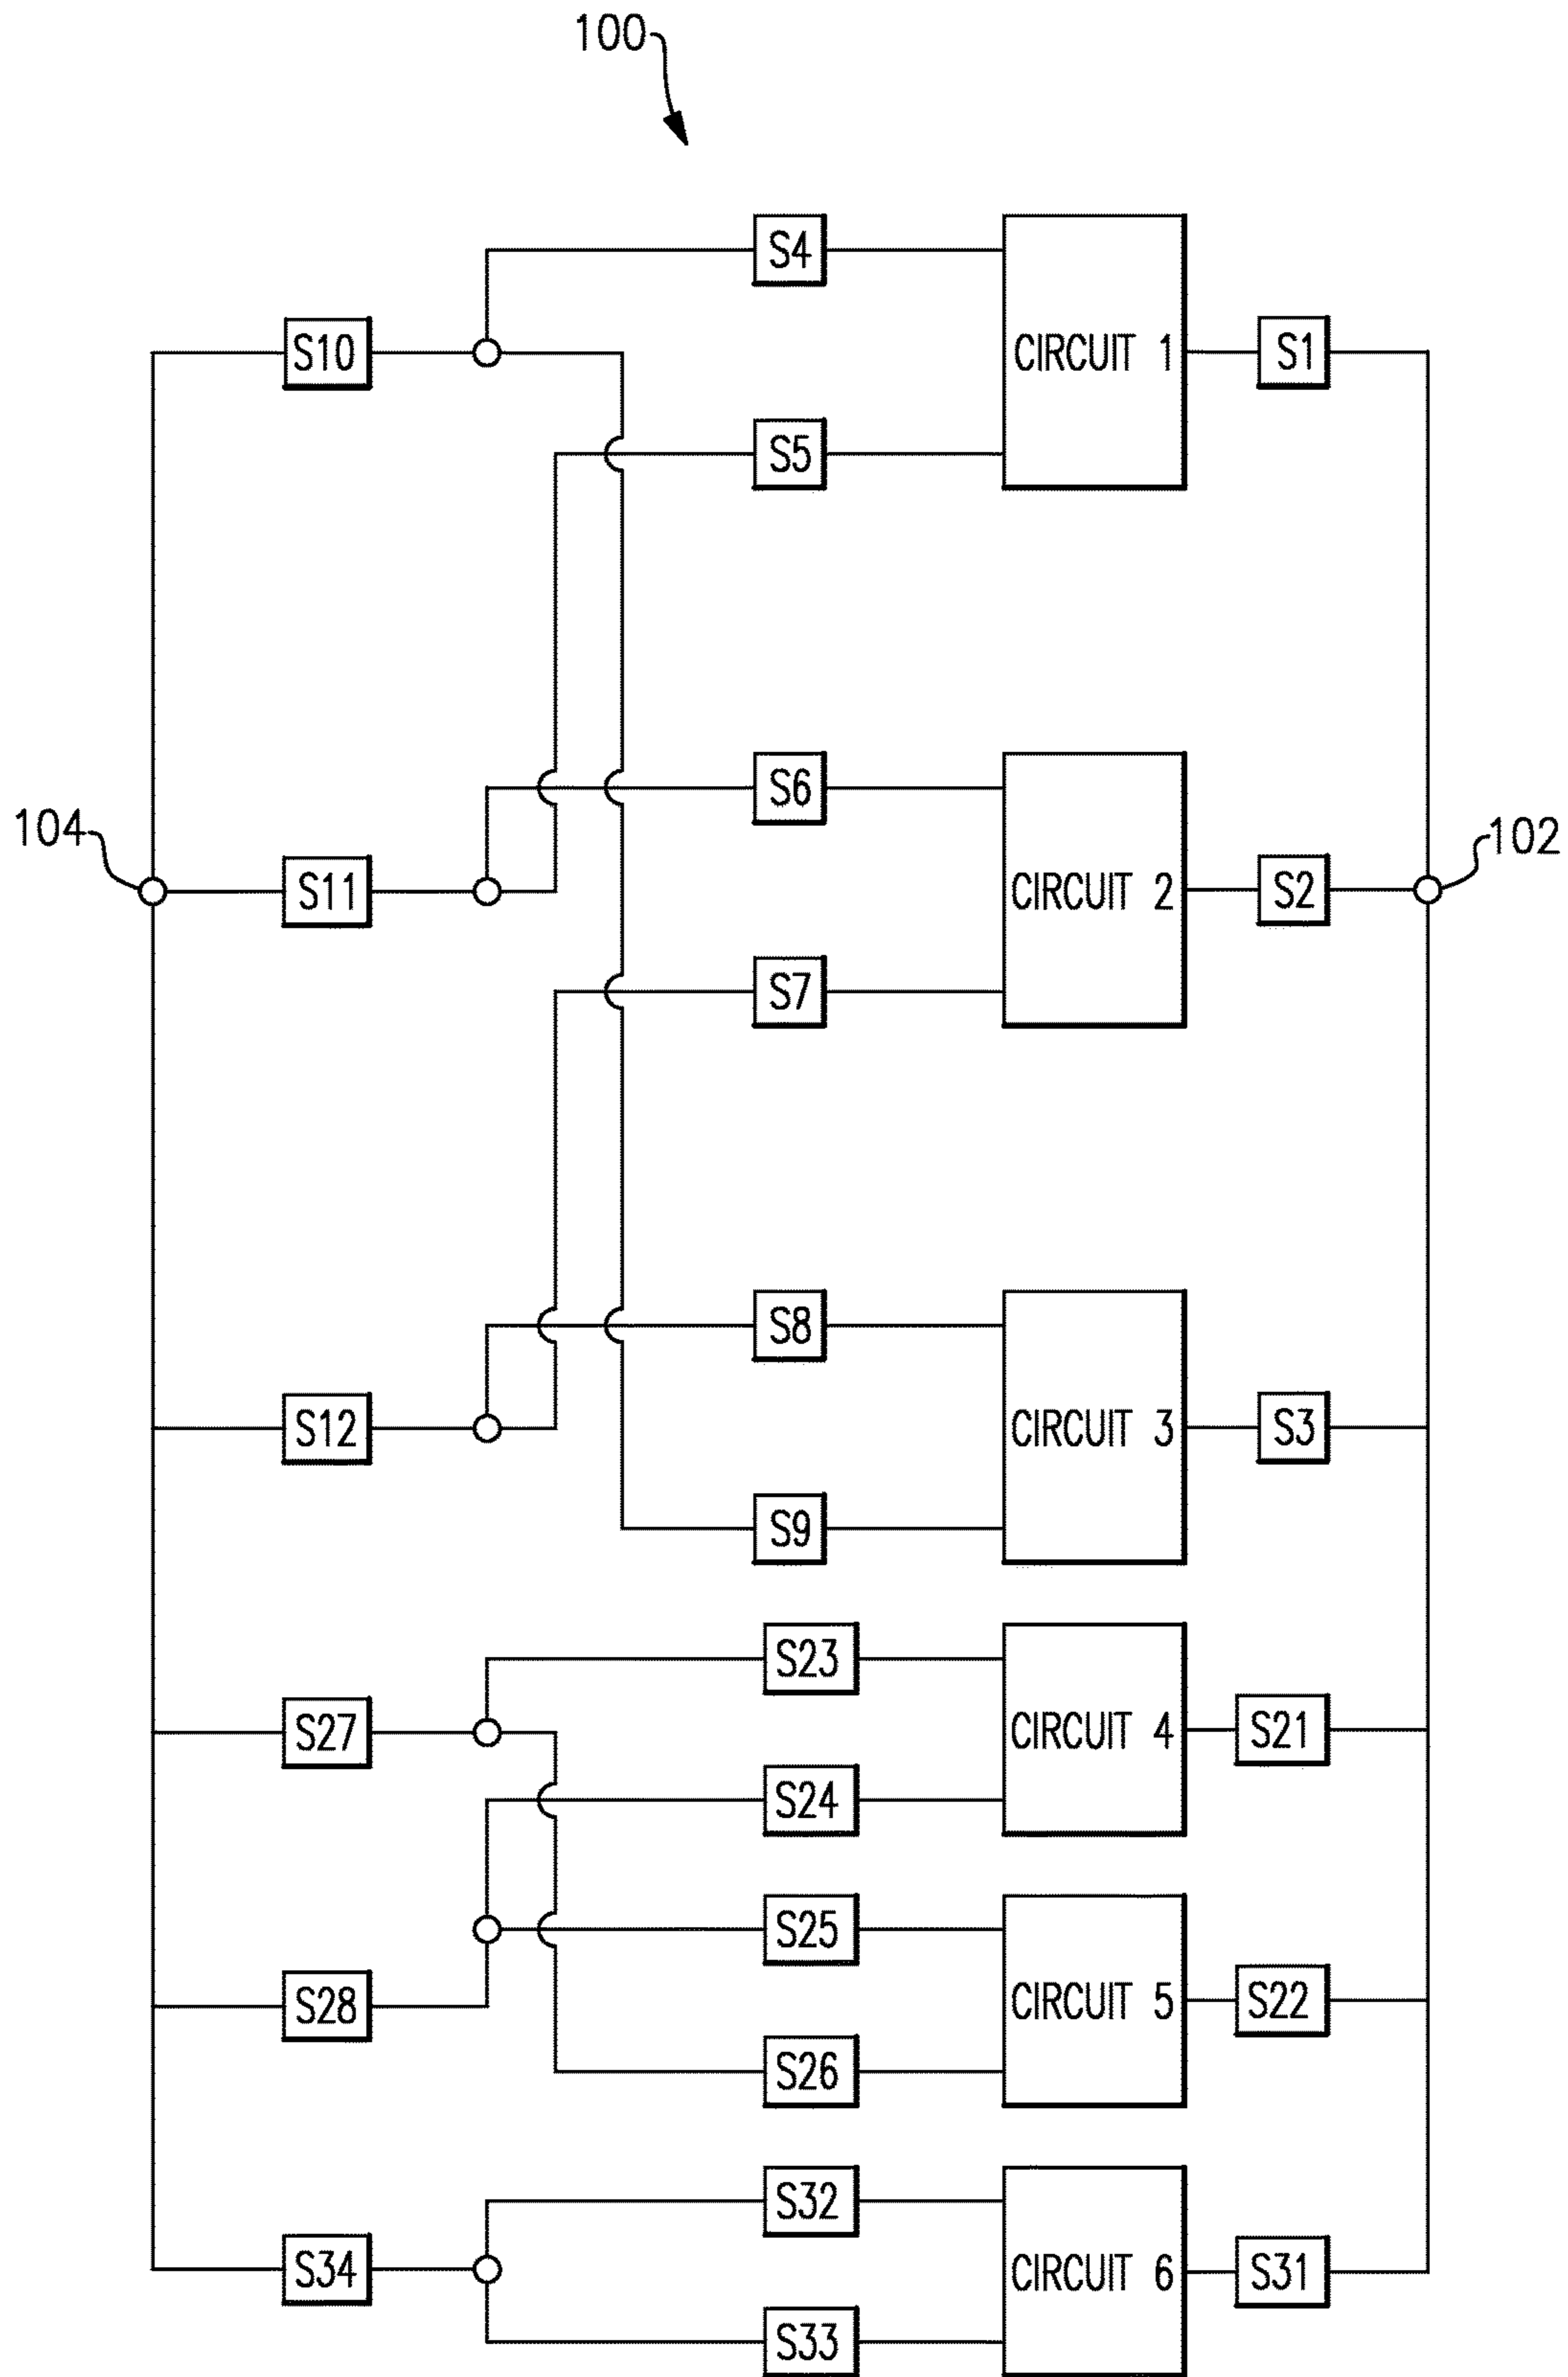 100
S4
S10
CIRCUIT 1
S1
S5
S6
104
S11
CIRCUIT 2
S2
102
S7
S8
S12
CIRCUIT 3
S3
S9
S23
S27
CIRCUIT 4
S21
S24
S25
S28
CIRCUIT 5
S22
S26
S32
S34
CIRCUIT 6
S31
S33